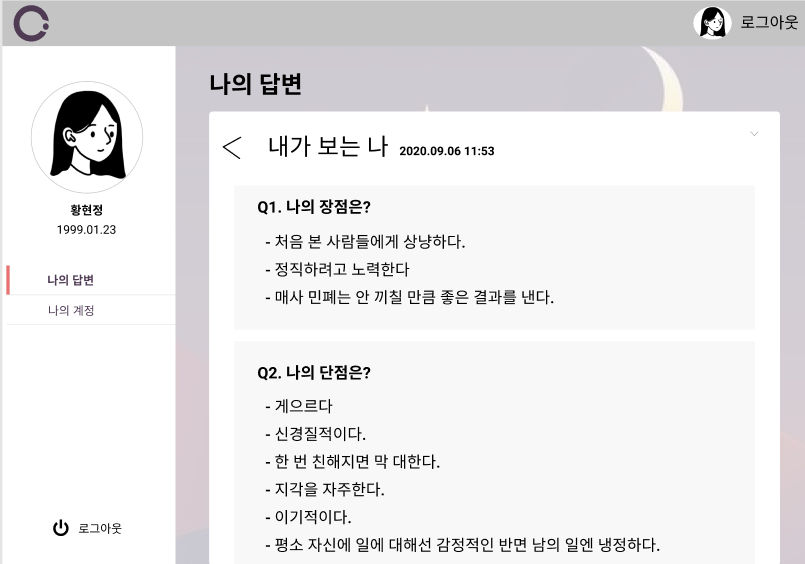 로그아웃
황현정
1999.01.23
나의 답변
나의 계정
로그아웃
나의 답변
내가 보는 나 2020.09.06 11:53
Q1. 나의 장점은?
- 처음 본 사람들에게 상냥하다.
- 정직하려고 노력한다
- 매사 민폐는 안 끼칠 만큼 좋은 결과를 낸다.
Q2. 나의 단점은?
- 게으르다
- 신경질적이다.
- 한 번 친해지면 막 대한다.
- 지각을 자주한다.
- 이기적이다.
- 평소 자신에 일에 대해선 감정적인 반면 남의 일엔 냉정하다.